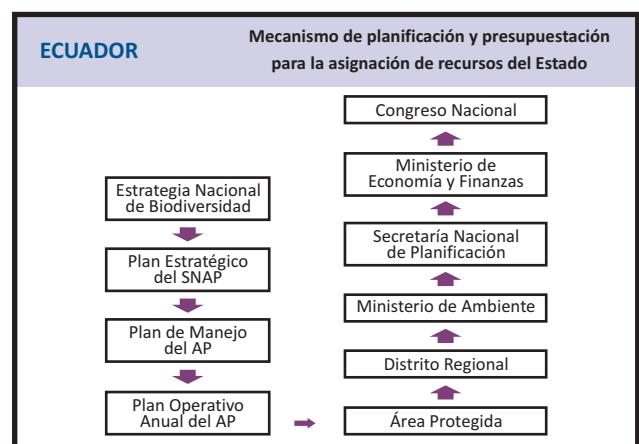 ECUADOR
Mecanismo de planificación y presupuestación
para la asignación de recursos del Estado
Estrategia Nacional
de Biodiversidad
Plan Estratégico
del SNAP
Plan de Manejo
del AP
Plan Operativo
Anual del AP
Congreso Nacional
Ministerio de
Economía y Finanzas
Secretaría Nacional
de Planificación
Ministerio de Ambiente
Distrito Regional
Área Protegida